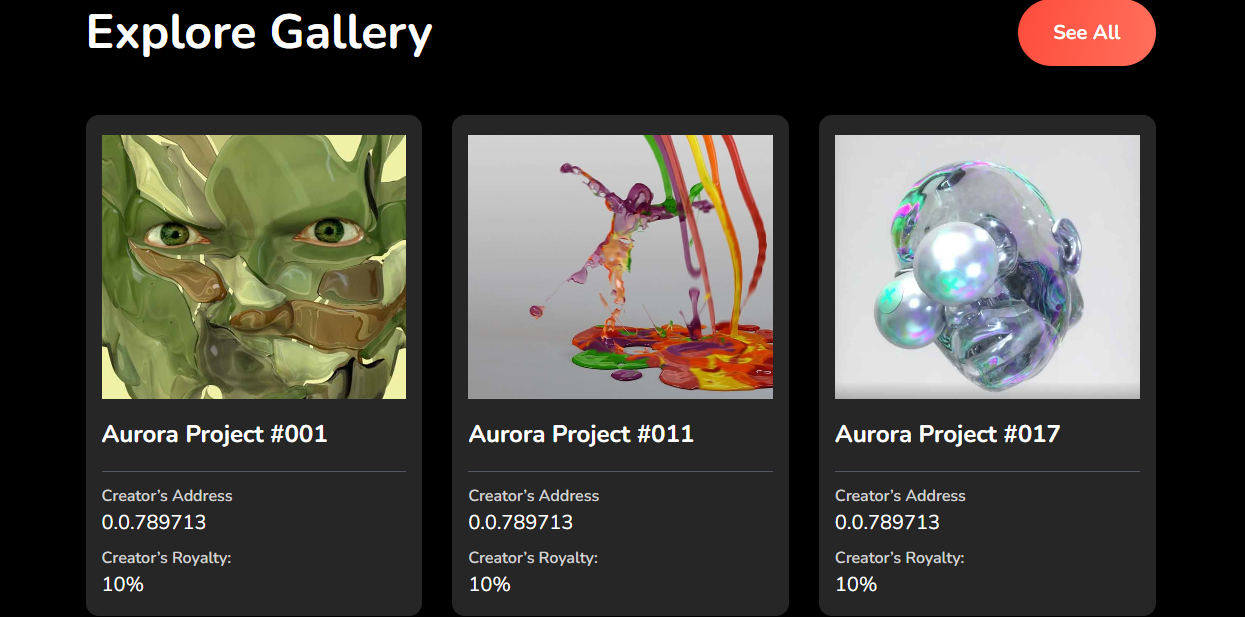 Explore Gallery
See All
Aurora Project #001
Creator’s Address
0.0.789713
Creator’s Royalty:
10%
Aurora Project #011
Creator’s Address
0.0.789713
Creator’s Royalty:
10%
Aurora Project #017
Creator’s Address
0.0.789713
Creator’s Royalty:
10%